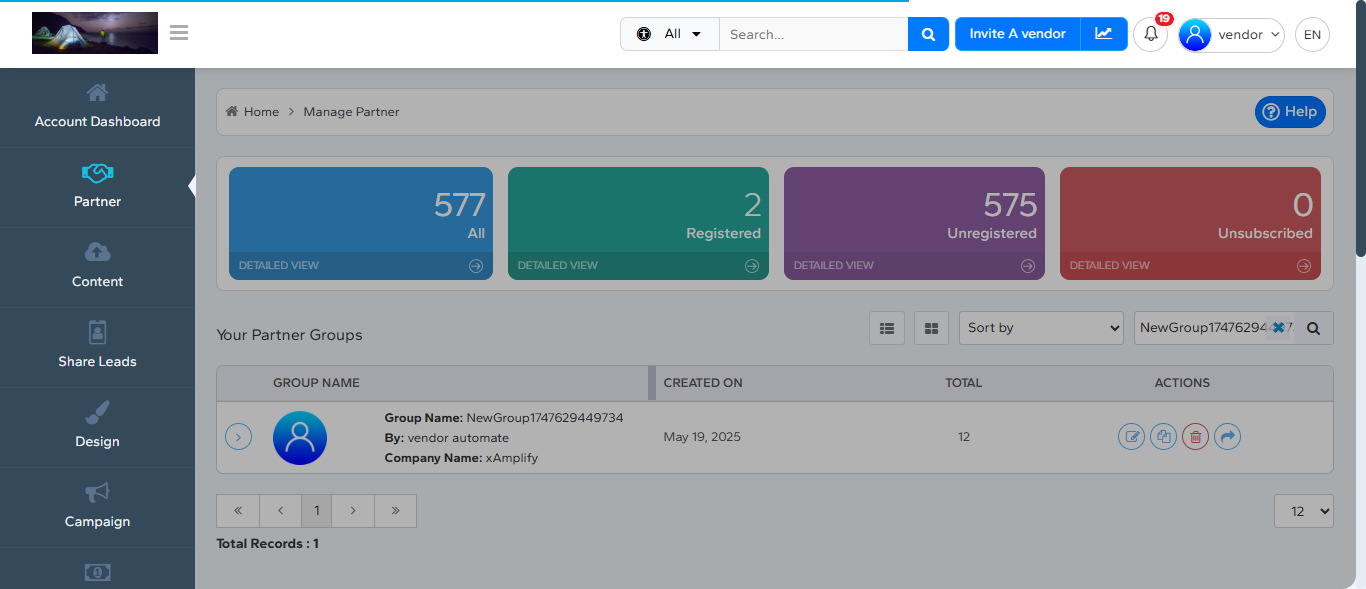 All
Search...
Invite A vendor
19
vendor
EN
Account Dashboard
Partner
Content
Share Leads
Design
Campaign
Home > Manage Partner
Help
577
All
DETAILED VIEW
2
Registered
DETAILED VIEW
575
Unregistered
DETAILED VIEW
0
Unsubscribed
DETAILED VIEW
Your Partner Groups
Sort by
GROUP NAME CREATED ON TOTAL ACTIONS
Group Name: NewGroup1747629449734
By: vendor automate
Company Name: xAmplify
May 19, 2025
12
« ‹ 1 › »
12
Total Records : 1